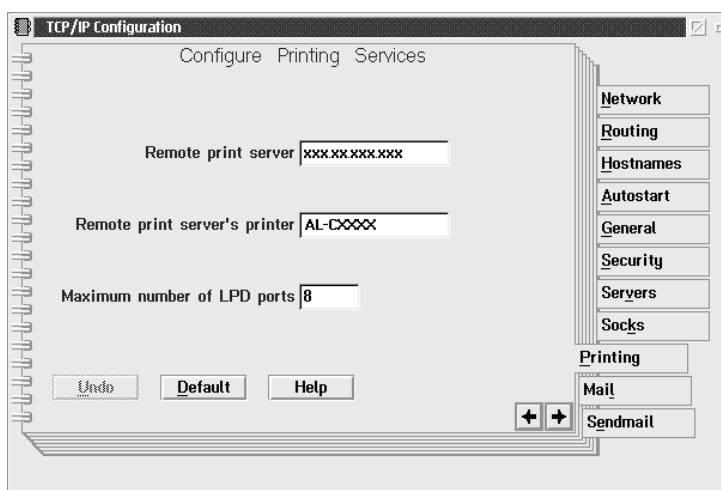 TCP/IP Configuration
Configure Printing Services
Remote print server xxx.xx.xxx.xxx
Remote print server's printer AL-CXXXX
Maximum number of LPD ports 8
Undo Default Help
Network
Routing
Hostnames
Autostart
General
Security
Servers
Socks
Printing
Mail
Sendmail